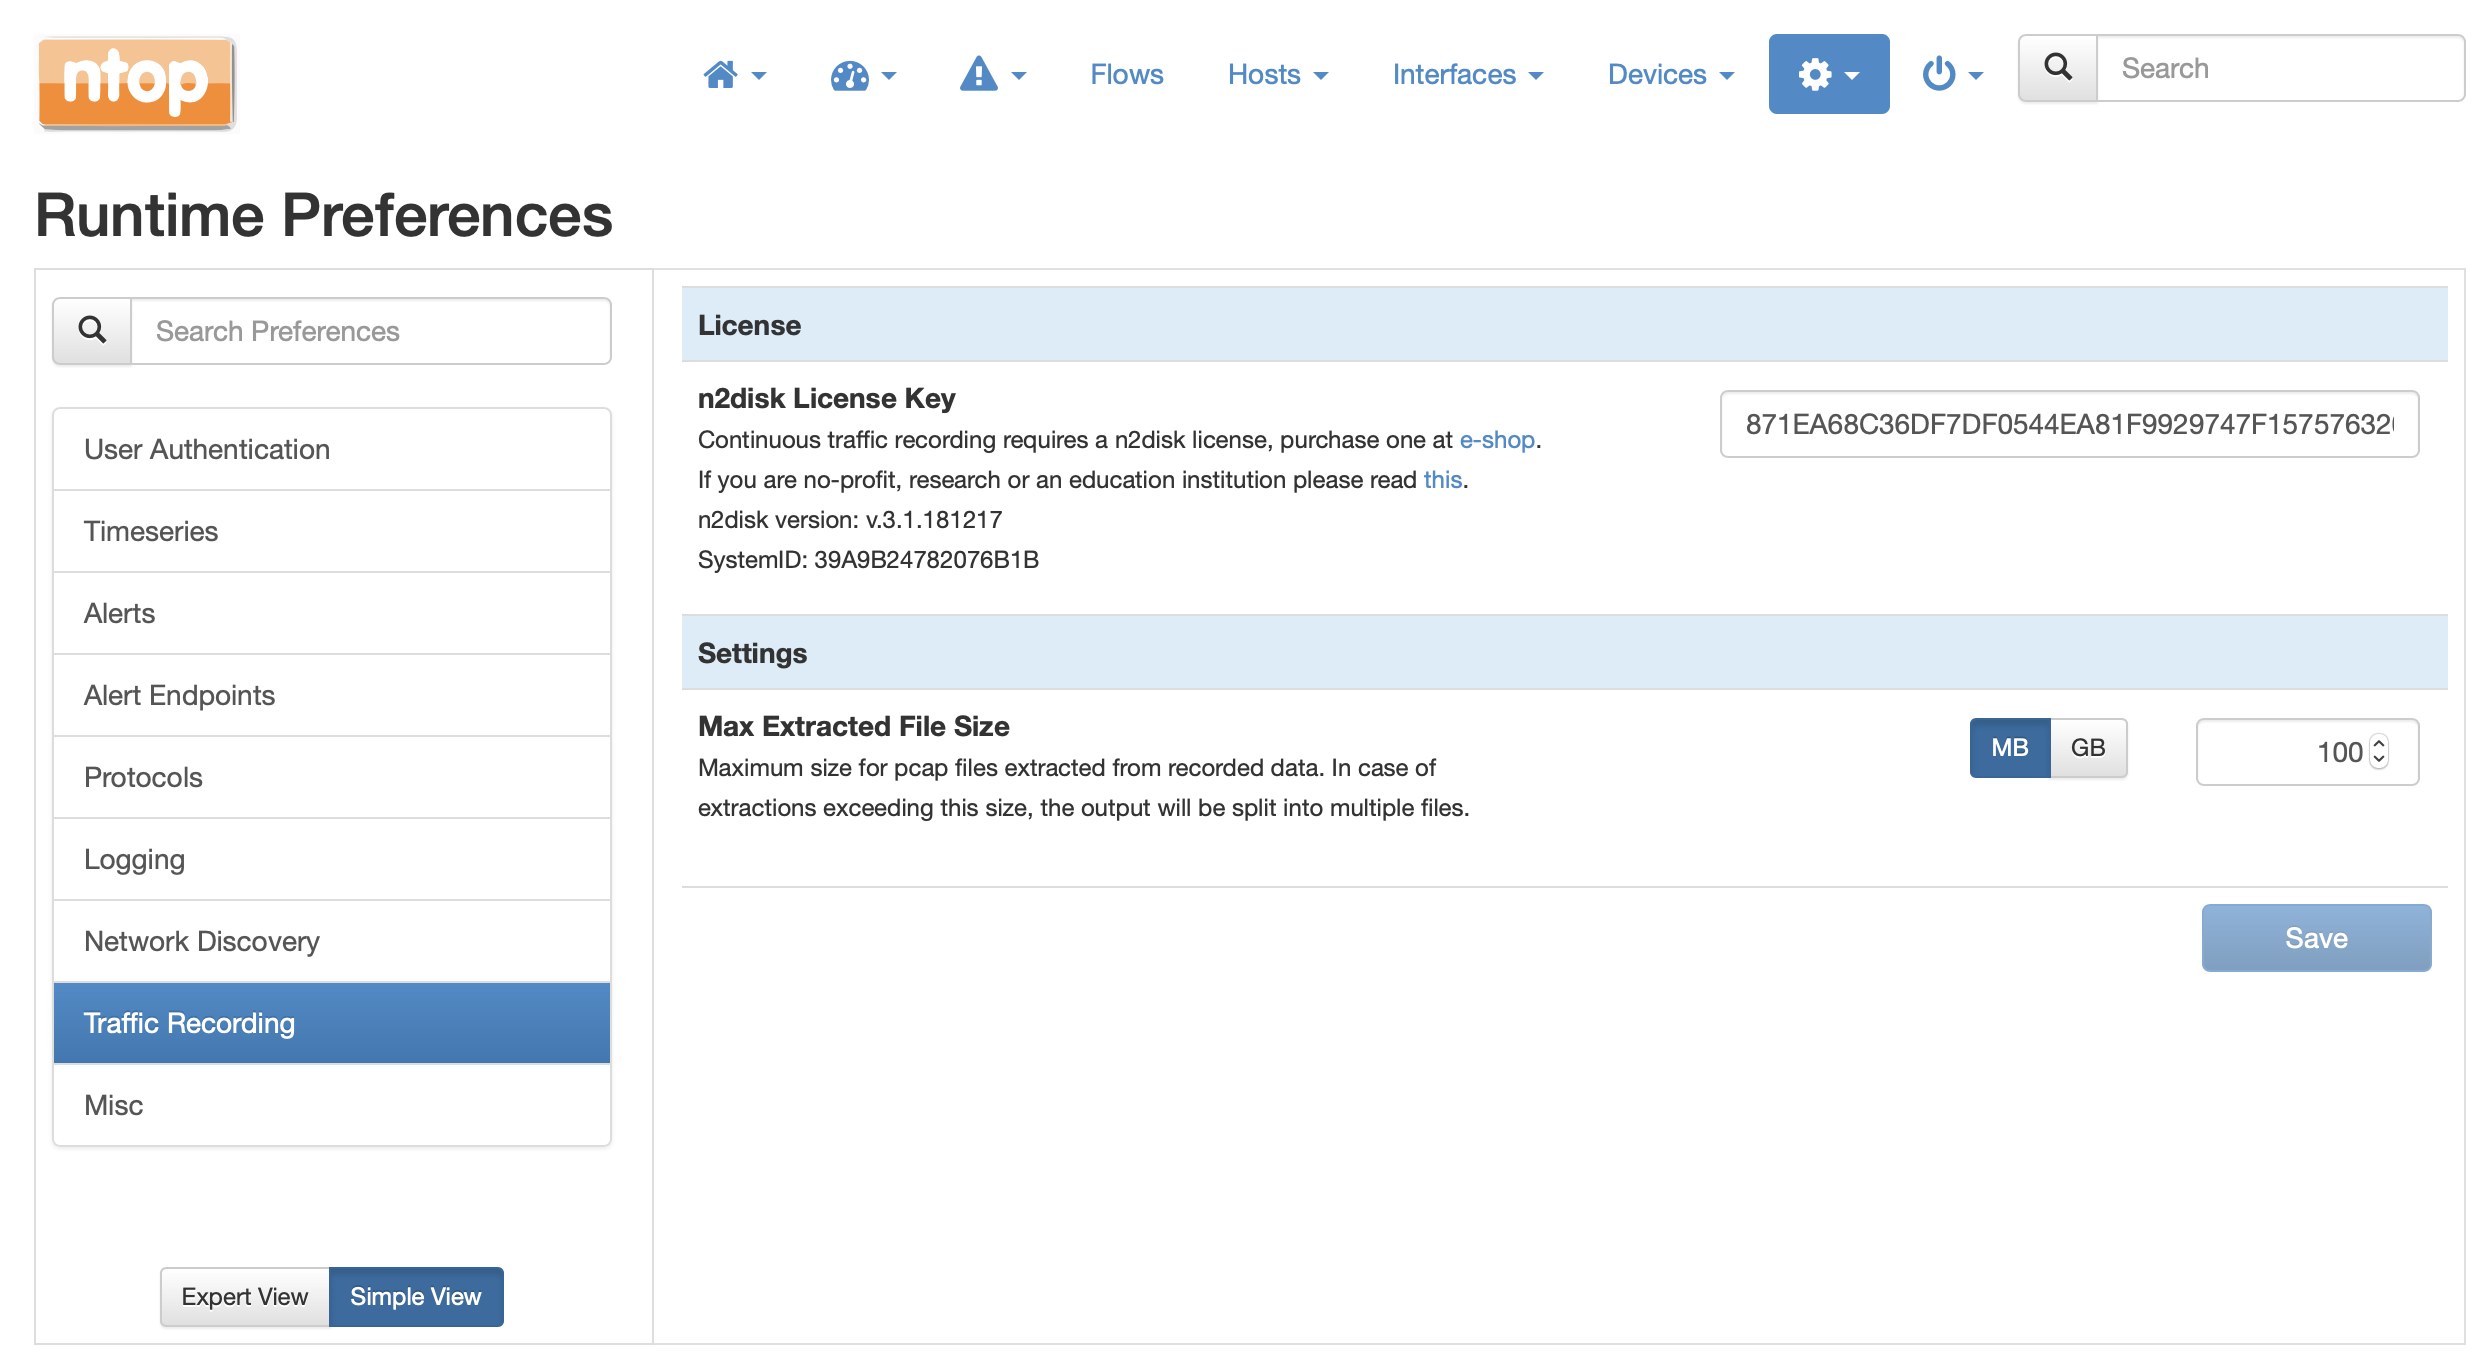 ntop
Flows Hosts Interfaces Devices Search
Runtime Preferences
Search Preferences
User Authentication
Timeseries
Alerts
Alert Endpoints
Protocols
Logging
Network Discovery
Traffic Recording
Misc
Expert View Simple View
License
n2disk License Key
Continuous traffic recording requires a n2disk license, purchase one at e-shop.
If you are no-profit, research or an education institution please read this.
n2disk version: v.3.1.181217
SystemID: 39A9B24782076B1B
871EA68C36DF7DF0544EA81F9929747F15757632
Settings
Max Extracted File Size
Maximum size for pcap files extracted from recorded data. In case of
extractions exceeding this size, the output will be split into multiple files.
MB GB 100
Save